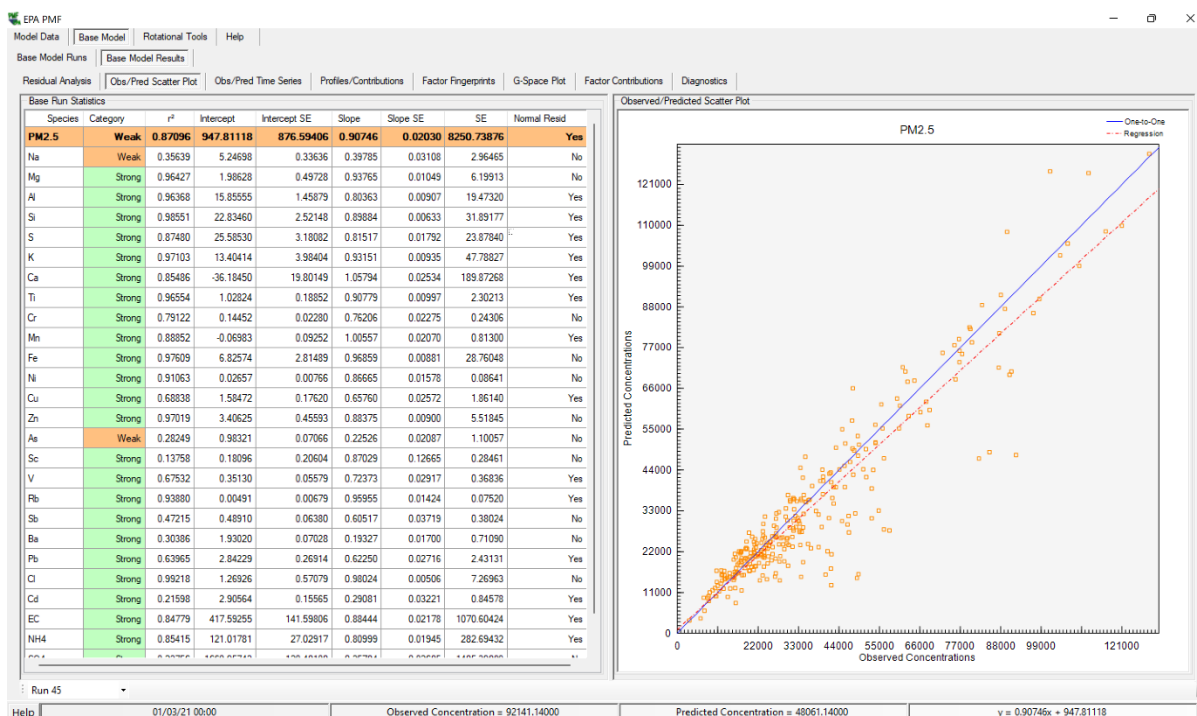 EPA PMF
Model Data Base Model Rotational Tools Help
Base Model Runs Base Model Results
Residual Analysis Obs/Pred Scatter Plot Obs/Pred Time Series Profiles/Contributions Factor Fingerprints G-Space Plot Factor Contributions Diagnostics
Base Run Statistics
Species Category r² Intercept Intercept SE Slope Slope SE SE Normal Resid
PM2.5 Weak 0.87096 947.81118 876.59406 0.90746 0.02030 8250.73876 Yes
Na Weak 0.35639 5.24698 0.33636 0.39785 0.03108 2.96465 No
Mg Strong 0.96427 1.98628 0.49728 0.93765 0.01049 6.19913 No
Al Strong 0.96368 15.85555 1.45879 0.80363 0.00907 19.47320 Yes
Si Strong 0.98551 22.83460 2.52148 0.89884 0.00633 31.89177 Yes
S Strong 0.87480 25.58530 3.18082 0.81517 0.01792 23.87840 Yes
K Strong 0.97103 13.40414 3.98404 0.93151 0.00935 47.78827 Yes
Ca Strong 0.85486 -36.18450 19.80149 1.05794 0.02534 189.87268 Yes
Ti Strong 0.96554 1.02824 0.18852 0.90779 0.00997 2.30213 Yes
Cr Strong 0.79122 0.14452 0.02280 0.76206 0.02275 0.24306 No
Mn Strong 0.88852 -0.06983 0.09252 1.00557 0.02070 0.81300 Yes
Fe Strong 0.97609 6.82574 2.81489 0.96859 0.00881 28.76048 No
Ni Strong 0.91063 0.02657 0.00766 0.86665 0.01578 0.08641 No
Cu Strong 0.68838 1.58472 0.17620 0.65760 0.02572 1.86140 Yes
Zn Strong 0.97019 3.40625 0.45593 0.88375 0.00900 5.51845 No
As Weak 0.28249 0.98321 0.07066 0.22526 0.02087 1.10057 No
Sc Strong 0.13758 0.18096 0.20604 0.87029 0.12665 0.28461 No
V Strong 0.67532 0.35130 0.05579 0.72373 0.02917 0.36836 Yes
Rb Strong 0.93880 0.00491 0.00679 0.95955 0.01424 0.07520 Yes
Sb Strong 0.47215 0.48910 0.06380 0.60517 0.03719 0.38024 No
Ba Strong 0.30386 1.93020 0.07028 0.19327 0.01700 0.71090 No
Pb Strong 0.63965 2.84229 0.26914 0.62250 0.02716 2.43131 Yes
Cl Strong 0.99218 1.26926 0.57079 0.98024 0.00506 7.26963 No
Cd Strong 0.21598 2.90564 0.15565 0.29081 0.03221 0.84578 Yes
EC Strong 0.84779 417.59255 141.59806 0.88444 0.02178 1070.60424 Yes
NH4 Strong 0.85415 121.01781 27.02917 0.80999 0.01945 282.69432 Yes
Run 45
Observed/Predicted Scatter Plot
PM2.5
One-to-One
Regression
121000
110000
99000
88000
77000
66000
55000
44000
33000
22000
11000
0
Predicted Concentrations
0 22000 33000 44000 55000 66000 77000 88000 99000 121000
Observed Concentrations
Help 01/03/21 00:00 Observed Concentration = 92141.14000 Predicted Concentration = 48061.14000 y = 0.90746x + 947.81118